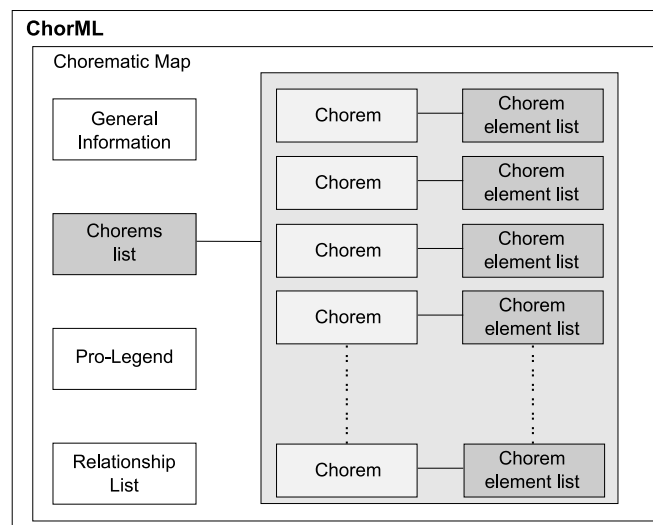 ChorML
Chorematic Map
General
Information
Chorems
list
Pro-Legend
Relationship
List
Chorem
Chorem
element list
Chorem
Chorem
element list
Chorem
Chorem
element list
Chorem
Chorem
element list
Chorem
Chorem
element list